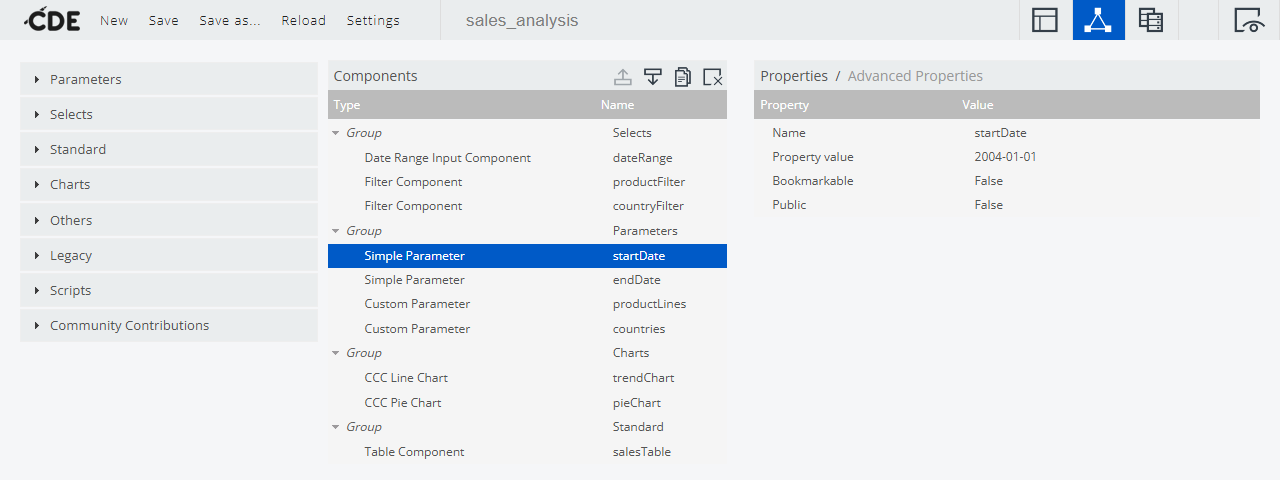 CDE New Save Save as... Reload Settings sales_analysis
Parameters
Selects
Standard
Charts
Others
Legacy
Scripts
Community Contributions
Components
Type Name
Group Selects
Date Range Input Component dateRange
Filter Component productFilter
Filter Component countryFilter
Group Parameters
Simple Parameter startDate
Simple Parameter endDate
Custom Parameter productLines
Custom Parameter countries
Group Charts
CCC Line Chart trendChart
CCC Pie Chart pieChart
Group Standard
Table Component salesTable
Properties / Advanced Properties
Property Value
Name startDate
Property value 2004-01-01
Bookmarkable False
Public False